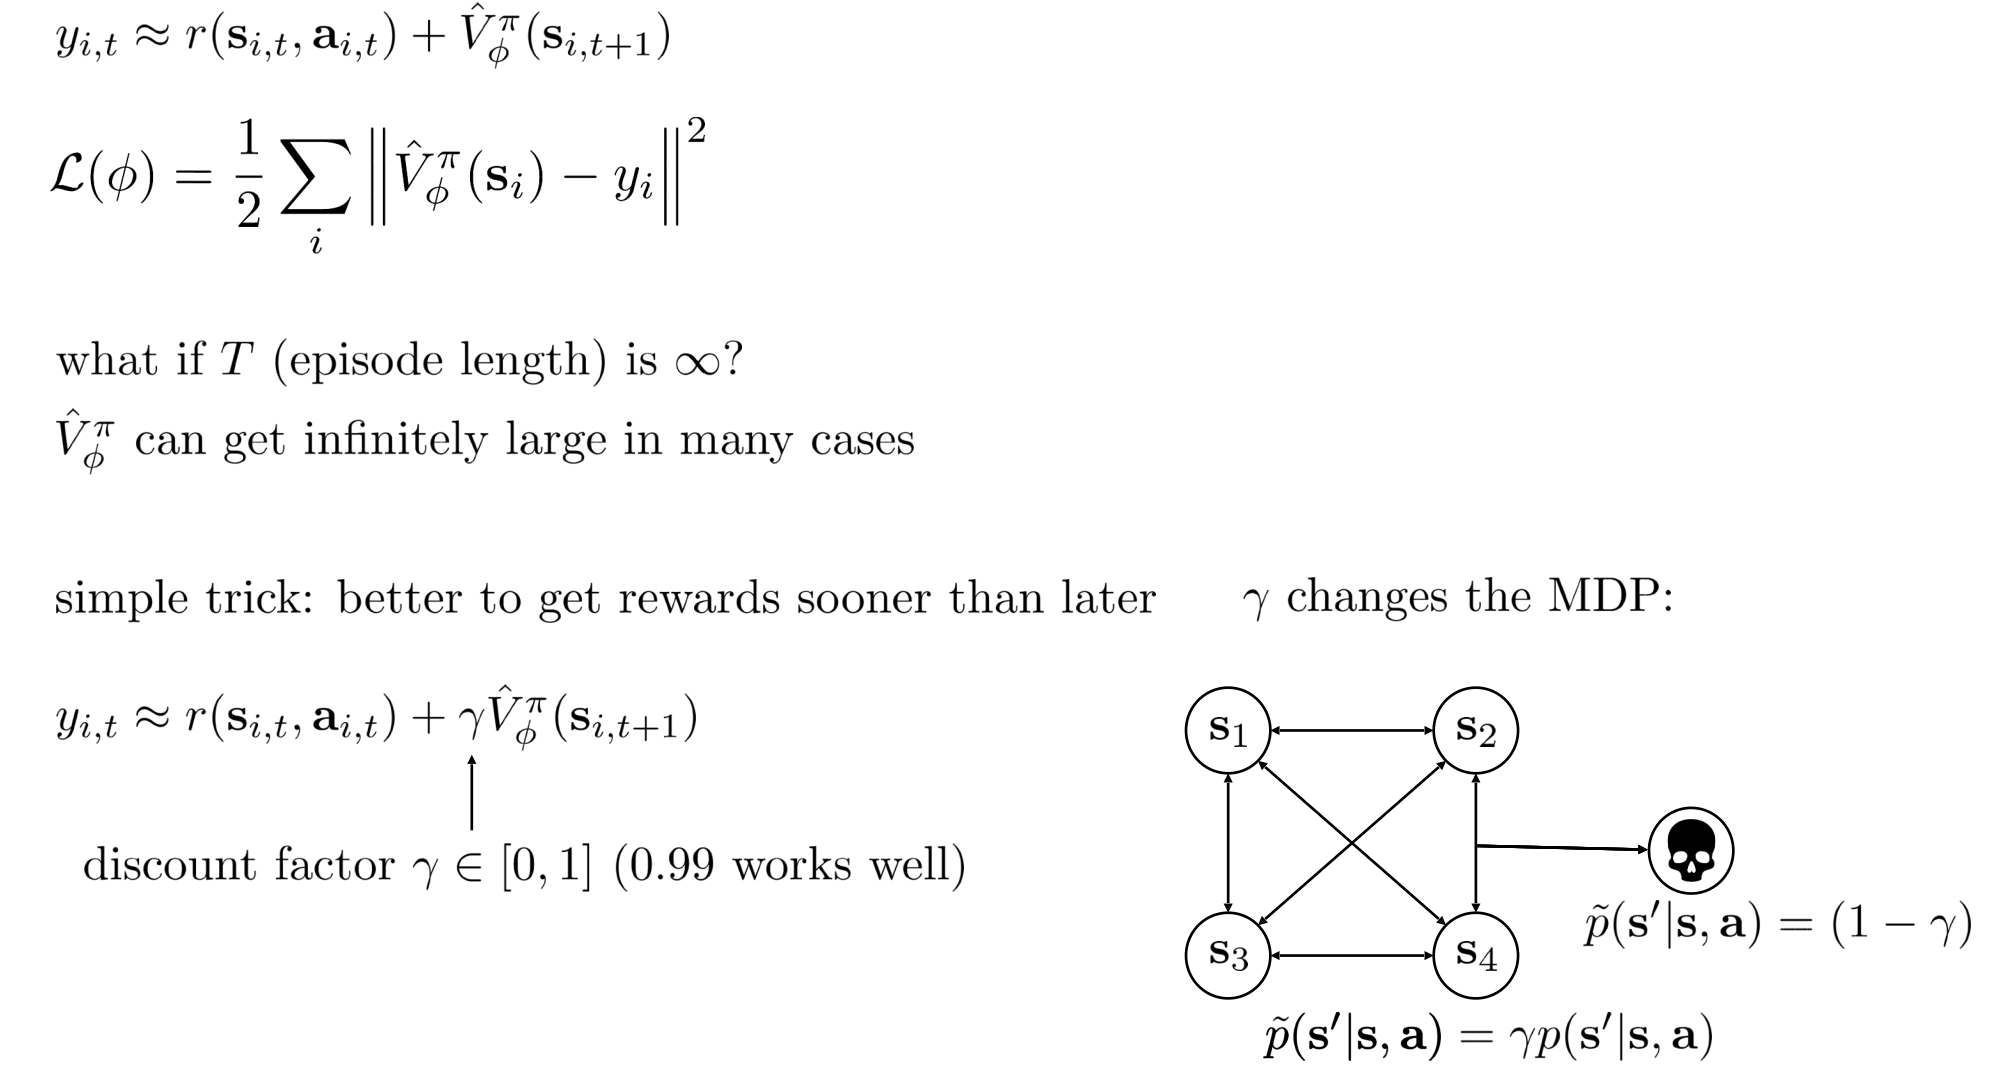 $y_{i,t} \approx r(\mathbf{s}_{i,t}, \mathbf{a}_{i,t}) + \hat{V}^{\pi}_{\phi}(\mathbf{s}_{i,t+1})$
$\mathcal{L}(\phi) = \frac{1}{2} \sum_{i} \left\| \hat{V}^{\pi}_{\phi}(\mathbf{s}_i) - y_i \right\|^2$
what if $T$ (episode length) is $\infty$?
$\hat{V}^{\pi}_{\phi}$ can get infinitely large in many cases
simple trick: better to get rewards sooner than later
$y_{i,t} \approx r(\mathbf{s}_{i,t}, \mathbf{a}_{i,t}) + \gamma \hat{V}^{\pi}_{\phi}(\mathbf{s}_{i,t+1})$
discount factor $\gamma \in [0, 1]$ (0.99 works well)
$\gamma$ changes the MDP:
$\mathbf{s}_1$ $\mathbf{s}_2$
$\mathbf{s}_3$ $\mathbf{s}_4$
$\tilde{p}(\mathbf{s}'|\mathbf{s}, \mathbf{a}) = (1 - \gamma)$
$\tilde{p}(\mathbf{s}'|\mathbf{s}, \mathbf{a}) = \gamma p(\mathbf{s}'|\mathbf{s}, \mathbf{a})$